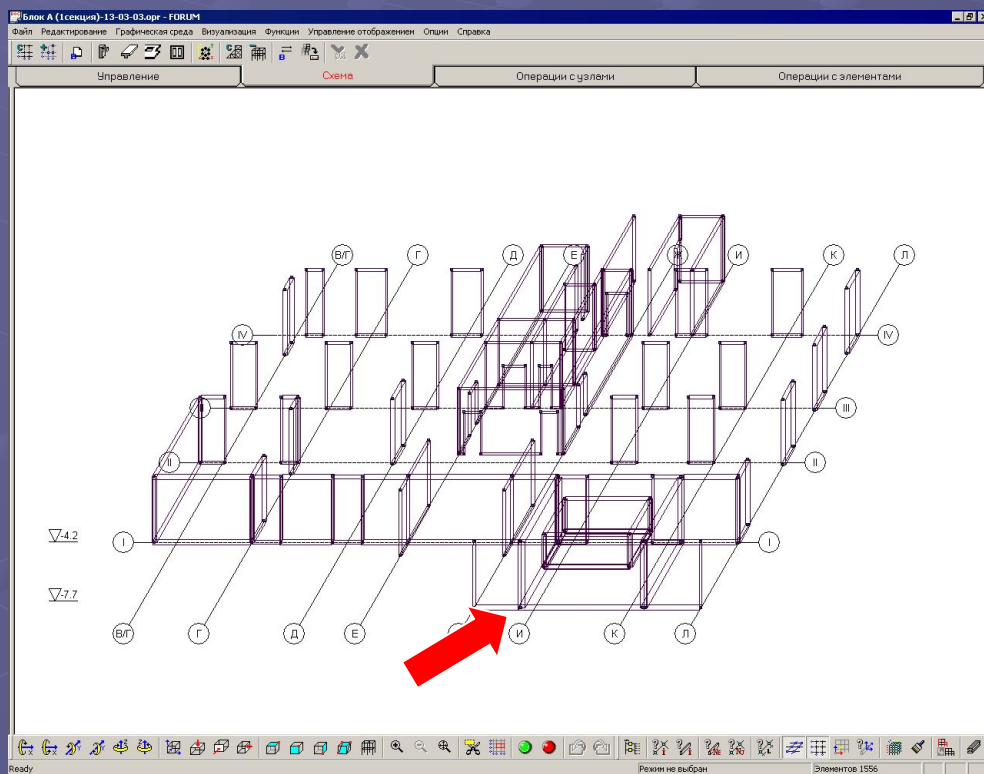 Блок А (1секция)-13-03-03.opr - FORUM
Файл Редактирование Графическая среда Визуализация Функции Управление отображением Опции Справка
Управление Схема Операции с узлами Операции с элементами
В/Г Г Д Е Ж И К Л
IV IV
III
II II
-4.2
I I
-7.7
В/Г Г Д Е И К Л
Ready Режим не выбран Элементов 1556